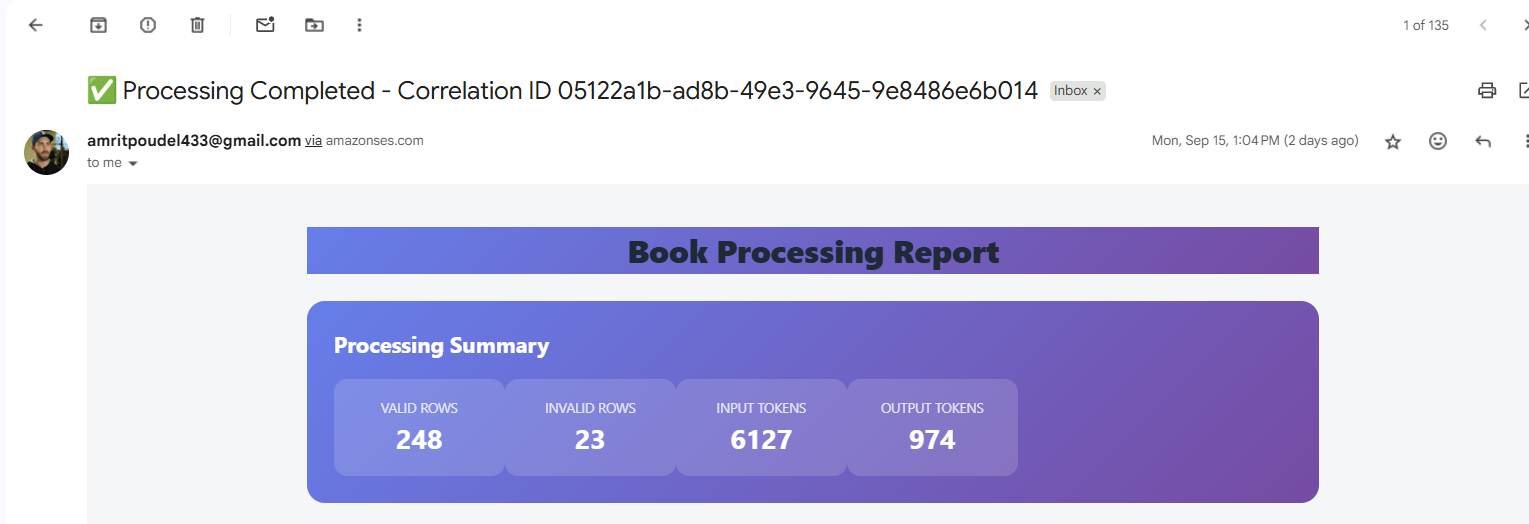 1 of 135
✅ Processing Completed - Correlation ID 05122a1b-ad8b-49e3-9645-9e8486e6b014 Inbox ×
amritpoudel433@gmail.com via amazonses.com Mon, Sep 15, 1:04 PM (2 days ago)
to me
Book Processing Report
Processing Summary
VALID ROWS INVALID ROWS INPUT TOKENS OUTPUT TOKENS
248 23 6127 974